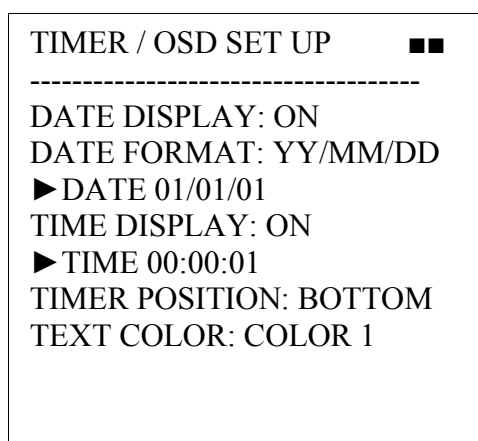 TIMER / OSD SET UP ■■
-------------------------------------
DATE DISPLAY: ON
DATE FORMAT: YY/MM/DD
►DATE 01/01/01
TIME DISPLAY: ON
►TIME 00:00:01
TIMER POSITION: BOTTOM
TEXT COLOR: COLOR 1